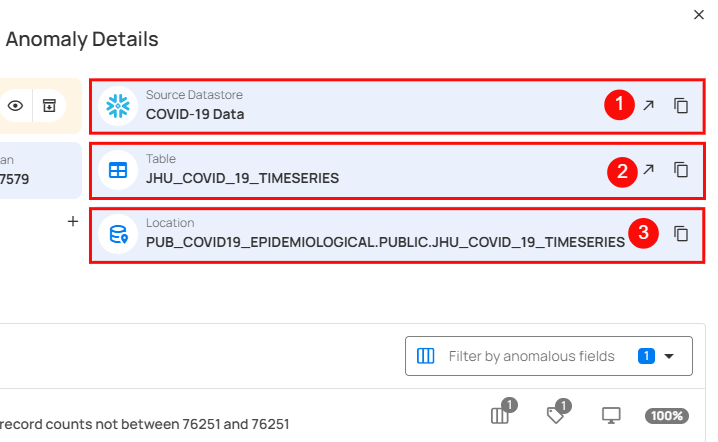 Anomaly Details
Source Datastore
COVID-19 Data
1
an
7579
Table
JHU_COVID_19_TIMESERIES
2
Location
PUB_COVID19_EPIDEMIOLOGICAL.PUBLIC.JHU_COVID_19_TIMESERIES
3
Filter by anomalous fields 1
1 1 100%
record counts not between 76251 and 76251